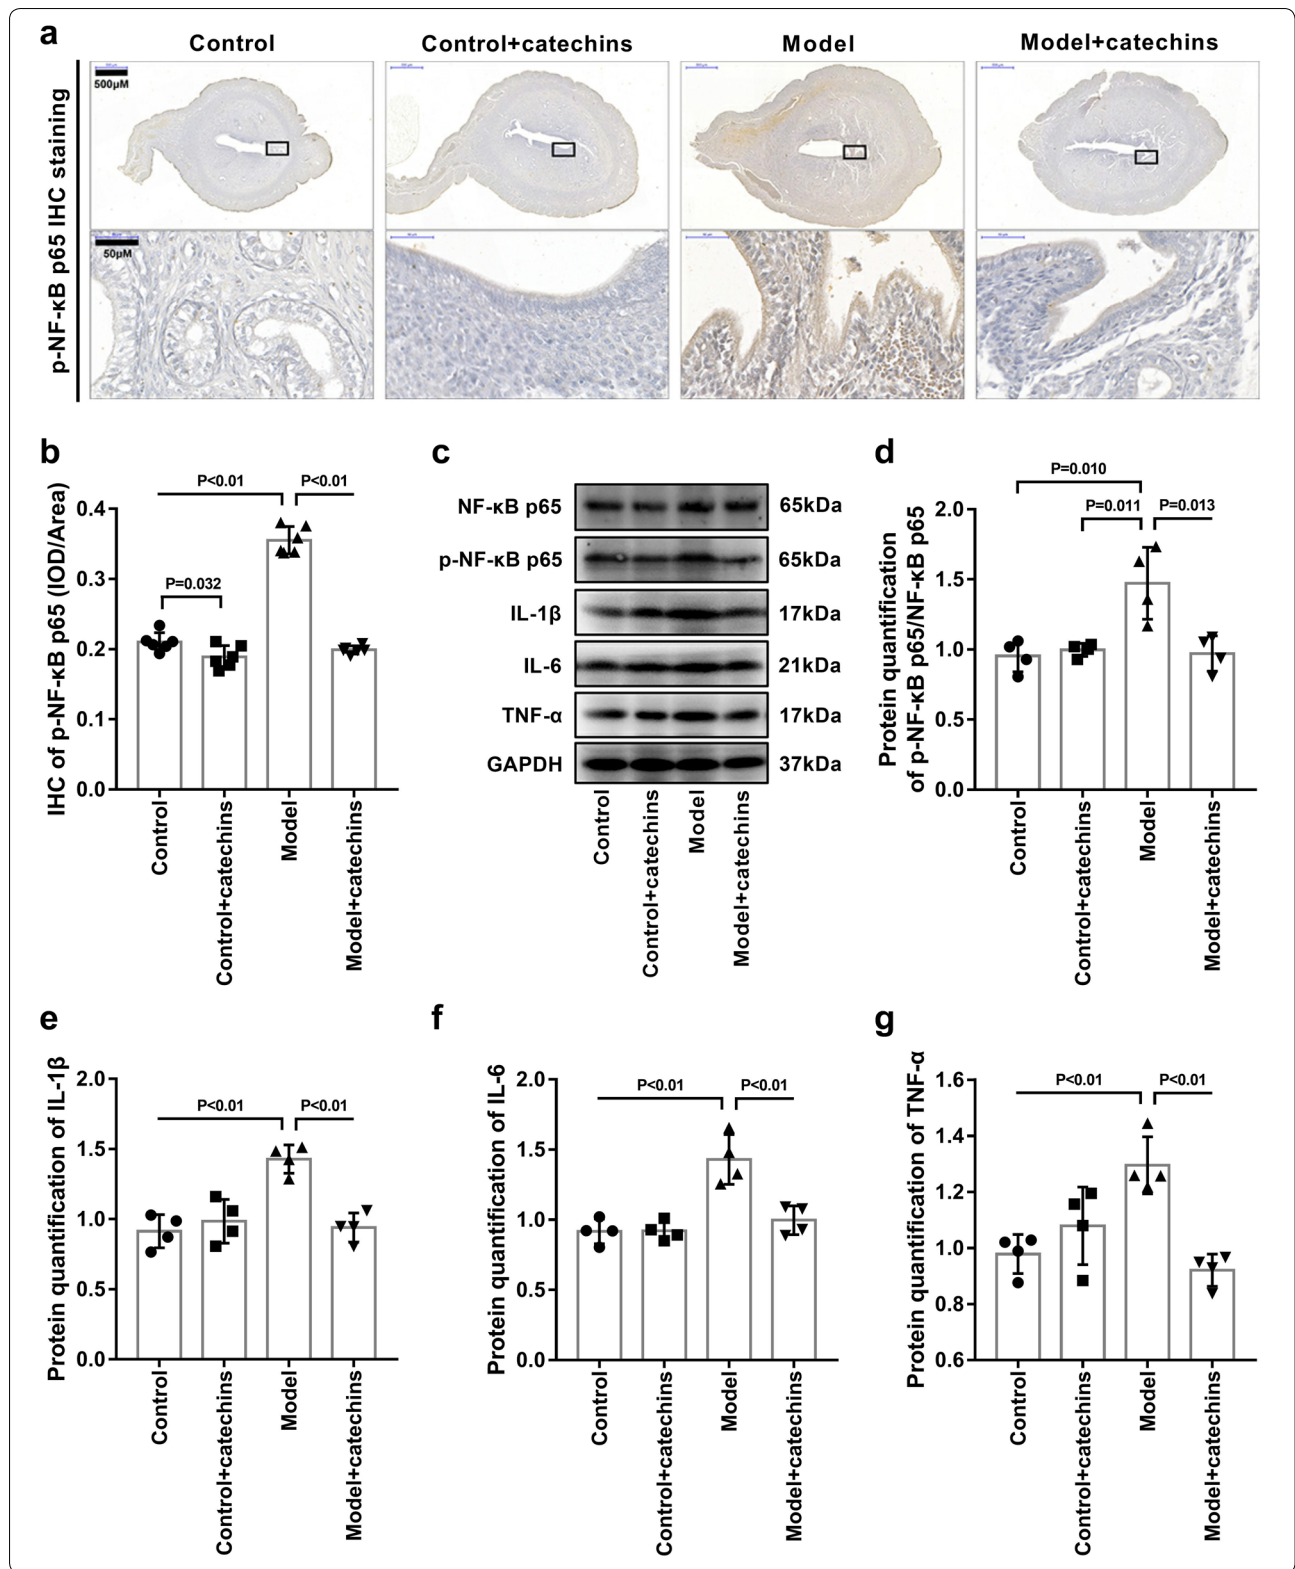 a
Control
Control+catechins
Model
Model+catechins
p-NF-κB p65 IHC staining
500μM
50μM
b
IHC of p-NF-κB p65 (IOD/Area)
0.4
0.3
0.2
0.1
0.0
P<0.01
P<0.01
P=0.032
Control
Control+catechins
Model
Model+catechins
c
NF-κB p65
65kDa
p-NF-κB p65
65kDa
IL-1β
17kDa
IL-6
21kDa
TNF-α
17kDa
GAPDH
37kDa
Control
Control+catechins
Model
Model+catechins
d
Protein quantification
of p-NF-κB p65/NF-κB p65
2.0
1.5
1.0
0.5
0.0
P=0.010
P=0.011
P=0.013
Control
Control+catechins
Model
Model+catechins
e
Protein quantification of IL-1β
2.0
1.5
1.0
0.5
0.0
P<0.01
P<0.01
Control
Control+catechins
Model
Model+catechins
f
Protein quantification of IL-6
2.0
1.5
1.0
0.5
0.0
P<0.01
P<0.01
Control
Control+catechins
Model
Model+catechins
g
Protein quantification of TNF-α
1.6
1.4
1.2
1.0
0.8
0.6
P<0.01
P<0.01
Control
Control+catechins
Model
Model+catechins